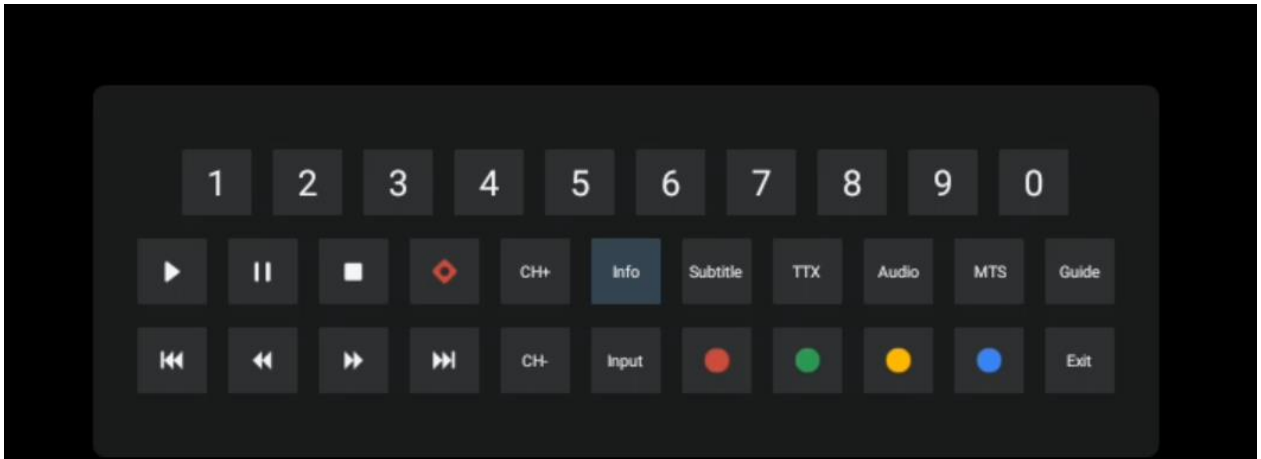 1 2 3 4 5 6 7 8 9 0
CH+ Info Subtitle TTX Audio MTS Guide
CH- Input Exit